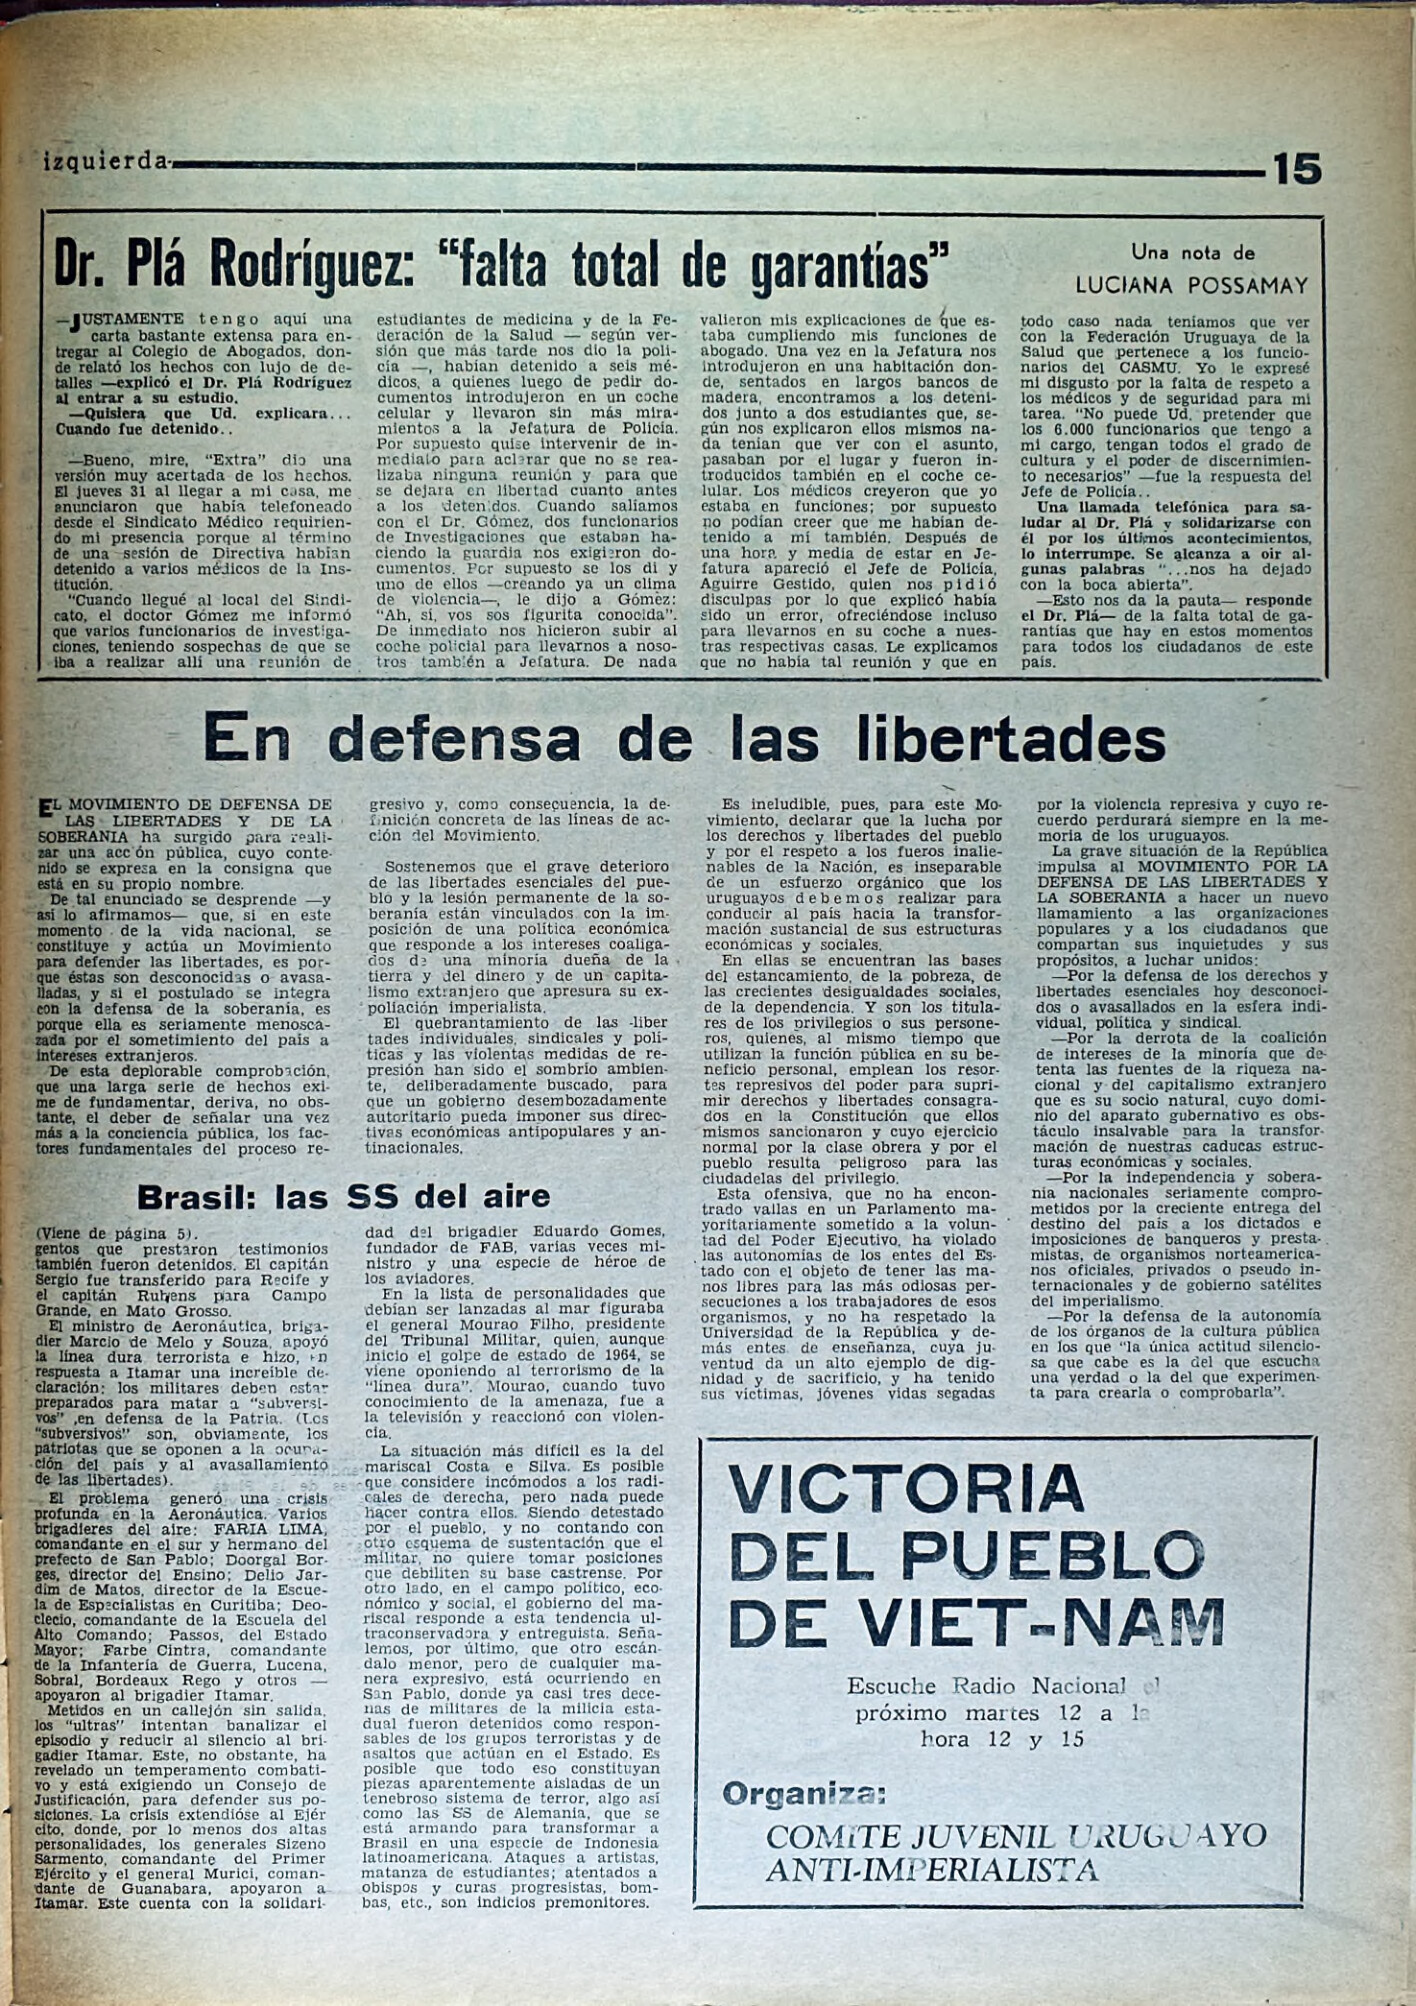 izquierda
15
Dr. Plá Rodríguez: “falta total de garantías”
Una nota de
LUCIANA POSSAMAY
—JUSTAMENTE tengo aquí una
carta bastante extensa para en-
tregar al Colegio de Abogados, don-
de relató los hechos con lujo de de-
talles —explicó el Dr. Plá Rodríguez
al entrar a su estudio.
—Quisiera que Ud. explicara...
Cuando fue detenido..
—Bueno, mire, "Extra" dio una
versión muy acertada de los hechos.
El jueves 31 al llegar a mi casa, me
anunciaron que había telefoneado
desde el Sindicato Médico requirien-
do mi presencia porque al término
de una sesión de Directiva habían
detenido a varios médicos de la Ins-
titución.
"Cuando llegué al local del Sindi-
cato, el doctor Gómez me informó
que varios funcionarios de investiga-
ciones, teniendo sospechas de que se
iba a realizar allí una reunión de
estudiantes de medicina y de la Fe-
deración de la Salud — según ver-
sión que más tarde nos dio la poli-
cía —, habían detenido a seis mé-
dicos, a quienes luego de pedir do-
cumentos introdujeron en un coche
celular y llevaron sin más mira-
mientos a la Jefatura de Policía.
Por supuesto quise intervenir de in-
mediato para aclarar que no se rea-
lizaba ninguna reunión y para que
se dejara en libertad cuanto antes
a los detenidos. Cuando salíamos
con el Dr. Gómez, dos funcionarios
de Investigaciones que estaban ha-
ciendo la guardia nos exigieron do-
cumentos. Por supuesto se los di y
uno de ellos —creando ya un clima
de violencia—, le dijo a Gómez:
"Ah, sí, vos sos figurita conocida".
De inmediato nos hicieron subir al
coche policial para llevarnos a noso-
tros también a Jefatura. De nada
valieron mis explicaciones de que es-
taba cumpliendo mis funciones de
abogado. Una vez en la Jefatura nos
introdujeron en una habitación don-
de, sentados en largos bancos de
madera, encontramos a los deteni-
dos junto a dos estudiantes que, se-
gún nos explicaron ellos mismos na-
da tenían que ver con el asunto,
pasaban por el lugar y fueron in-
troducidos también en el coche ce-
lular. Los médicos creyeron que yo
estaba en funciones; por supuesto
no podían creer que me habían de-
tenido a mí también. Después de
una hora y media de estar en Je-
fatura apareció el Jefe de Policía,
Aguirre Gestido, quien nos pidió
disculpas por lo que explicó había
sido un error, ofreciéndose incluso
para llevarnos en su coche a nues-
tras respectivas casas. Le explicamos
que no había tal reunión y que en
todo caso nada teníamos que ver
con la Federación Uruguaya de la
Salud que pertenece a los funcio-
narios del CASMU. Yo le expresé
mi disgusto por la falta de respeto a
los médicos y de seguridad para mi
tarea. "No puede Ud. pretender que
los 6.000 funcionarios que tengo a
mi cargo, tengan todos el grado de
cultura y el poder de discernimien-
to necesarios" —fue la respuesta del
Jefe de Policía..
Una llamada telefónica para sa-
ludar al Dr. Plá y solidarizarse con
él por los últimos acontecimientos,
lo interrumpe. Se alcanza a oir al-
gunas palabras "...nos ha dejado
con la boca abierta".
—Esto nos da la pauta— responde
el Dr. Plá— de la falta total de ga-
rantías que hay en estos momentos
para todos los ciudadanos de este
país.
En defensa de las libertades
EL MOVIMIENTO DE DEFENSA DE
LAS LIBERTADES Y DE LA
SOBERANIA ha surgido para reali-
zar una acción pública, cuyo conte-
nido se expresa en la consigna que
está en su propio nombre.
De tal enunciado se desprende —y
así lo afirmamos— que, si en este
momento de la vida nacional, se
constituye y actúa un Movimiento
para defender las libertades, es por-
que éstas son desconocidas o avasa-
lladas, y si el postulado se integra
con la defensa de la soberanía, es
porque ella es seriamente menosca-
zada por el sometimiento del país a
intereses extranjeros.
De esta deplorable comprobación,
que una larga serie de hechos exi-
me de fundamentar, deriva, no obs-
tante, el deber de señalar una vez
más a la conciencia pública, los fac-
tores fundamentales del proceso re-
gresivo y, como consecuencia, la de-
finición concreta de las líneas de ac-
ción del Movimiento.
Sostenemos que el grave deterioro
de las libertades esenciales del pue-
blo y la lesión permanente de la so-
beranía están vinculados con la im-
posición de una política económica
que responde a los intereses coaliga-
dos de una minoría dueña de la
tierra y del dinero y de un capita-
lismo extranjero que apresura su ex-
poliación imperialista.
El quebrantamiento de las -liber
tades individuales, sindicales y polí-
ticas y las violentas medidas de re-
presión han sido el sombrío ambien-
te, deliberadamente buscado, para
que un gobierno desembozadamente
autoritario pueda imponer sus direc-
tivas económicas antipopulares y an-
tinacionales.
Es ineludible, pues, para este Mo-
vimiento, declarar que la lucha por
los derechos y libertades del pueblo
y por el respeto a los fueros inalie-
nables de la Nación, es inseparable
de un esfuerzo orgánico que los
uruguayos debemos realizar para
conducir al país hacia la transfor-
mación sustancial de sus estructuras
económicas y sociales.
En ellas se encuentran las bases
del estancamiento, de la pobreza, de
las crecientes desigualdades sociales,
de la dependencia. Y son los titula-
res de los privilegios o sus persone-
ros, quienes, al mismo tiempo que
utilizan la función pública en su be-
neficio personal, emplean los resor-
tes represivos del poder para supri-
mir derechos y libertades consagra-
dos en la Constitución que ellos
mismos sancionaron y cuyo ejercicio
normal por la clase obrera y por el
pueblo resulta peligroso para las
ciudadelas del privilegio.
Esta ofensiva, que no ha encon-
trado vallas en un Parlamento ma-
yoritariamente sometido a la volun-
tad del Poder Ejecutivo, ha violado
las autonomías de los entes del Es-
tado con el objeto de tener las ma-
nos libres para las más odiosas per-
secuciones a los trabajadores de esos
organismos, y no ha respetado la
Universidad de la República y de-
más entes de enseñanza, cuya ju-
ventud da un alto ejemplo de dig-
nidad y de sacrificio, y ha tenido
sus víctimas, jóvenes vidas segadas
por la violencia represiva y cuyo re-
cuerdo perdurará siempre en la me-
moria de los uruguayos.
La grave situación de la República
impulsa al MOVIMIENTO POR LA
DEFENSA DE LAS LIBERTADES Y
LA SOBERANIA a hacer un nuevo
llamamiento a las organizaciones
populares y a los ciudadanos que
compartan sus inquietudes y sus
propósitos, a luchar unidos:
—Por la defensa de los derechos y
libertades esenciales hoy desconoci-
dos o avasallados en la esfera indi-
vidual, política y sindical.
—Por la derrota de la coalición
de intereses de la minoría que de-
tenta las fuentes de la riqueza na-
cional y del capitalismo extranjero
que es su socio natural, cuyo domi-
nio del aparato gubernativo es obs-
táculo insalvable para la transfor-
mación de nuestras caducas estruc-
turas económicas y sociales.
—Por la independencia y sobera-
nía nacionales seriamente compro-
metidos por la creciente entrega del
destino del país a los dictados e
imposiciones de banqueros y presta-
mistas, de organismos norteamerica-
nos oficiales, privados o pseudo in-
ternacionales y de gobierno satélites
del imperialismo.
—Por la defensa de la autonomía
de los órganos de la cultura pública
en los que "la única actitud silencio-
sa que cabe es la del que escucha
una verdad o la del que experimen-
ta para crearla o comprobarla".
Brasil: las SS del aire
(Viene de página 5).
gentos que prestaron testimonios
también fueron detenidos. El capitán
Sergio fue transferido para Recife y
el capitán Rubens para Campo
Grande, en Mato Grosso.
El ministro de Aeronáutica, briga-
dier Marcio de Melo y Souza, apoyó
la línea dura terrorista e hizo, en
respuesta a Itamar una increíble de-
claración: los militares deben estar
preparados para matar a "subversi-
vos" ,en defensa de la Patria. (Los
"subversivos" son, obviamente, los
patriotas que se oponen a la ocupa-
ción del país y al avasallamiento
de las libertades).
El problema generó una crisis
profunda en la Aeronáutica. Varios
brigadieres del aire: FARIA LIMA,
comandante en el sur y hermano del
prefecto de San Pablo; Doorgal Bor-
ges, director del Ensino; Delio Jar-
dim de Matos, director de la Escue-
la de Especialistas en Curitiba; Deo-
clecio, comandante de la Escuela del
Alto Comando; Passos, del Estado
Mayor; Farbe Cintra, comandante
de la Infantería de Guerra, Lucena,
Sobral, Bordeaux Rego y otros —
apoyaron al brigadier Itamar.
Metidos en un callejón sin salida,
los "ultras" intentan banalizar el
episodio y reducir al silencio al bri-
gadier Itamar. Este, no obstante, ha
revelado un temperamento combati-
vo y está exigiendo un Consejo de
Justificación, para defender sus po-
siciones. La crisis extendióse al Ejér
cito, donde, por lo menos dos altas
personalidades, los generales Sizeno
Sarmento, comandante del Primer
Ejército y el general Murici, coman-
dante de Guanabara, apoyaron a
Itamar. Este cuenta con la solidari-
dad del brigadier Eduardo Gomes,
fundador de FAB, varias veces mi-
nistro y una especie de héroe de
los aviadores.
En la lista de personalidades que
debían ser lanzadas al mar figuraba
el general Mourao Filho, presidente
del Tribunal Militar, quien, aunque
inicio el golpe de estado de 1964, se
viene oponiendo al terrorismo de la
"línea dura". Mourao, cuando tuvo
conocimiento de la amenaza, fue a
la televisión y reaccionó con violen-
cia.
La situación más difícil es la del
mariscal Costa e Silva. Es posible
que considere incómodos a los radi-
cales de derecha, pero nada puede
hacer contra ellos. Siendo detestado
por el pueblo, y no contando con
otro esquema de sustentación que el
militar, no quiere tomar posiciones
que debiliten su base castrense. Por
otro lado, en el campo político, eco-
nómico y social, el gobierno del ma-
riscal responde a esta tendencia ul-
traconservadora y entreguista. Seña-
lemos, por último, que otro escán-
dalo menor, pero de cualquier ma-
nera expresivo, está ocurriendo en
San Pablo, donde ya casi tres dece-
nas de militares de la milicia esta-
dual fueron detenidos como respon-
sables de los grupos terroristas y de
asaltos que actúan en el Estado. Es
posible que todo eso constituyan
piezas aparentemente aisladas de un
tenebroso sistema de terror, algo así
como las SS de Alemania, que se
está armando para transformar a
Brasil en una especie de Indonesia
latinoamericana. Ataques a artistas,
matanza de estudiantes; atentados a
obispos y curas progresistas, bom-
bas, etc., son indicios premonitores.
VICTORIA
DEL PUEBLO
DE VIET-NAM
Escuche Radio Nacional el
próximo martes 12 a la
hora 12 y 15
Organiza:
COMITE JUVENIL URUGUAYO
ANTI-IMPERIALISTA